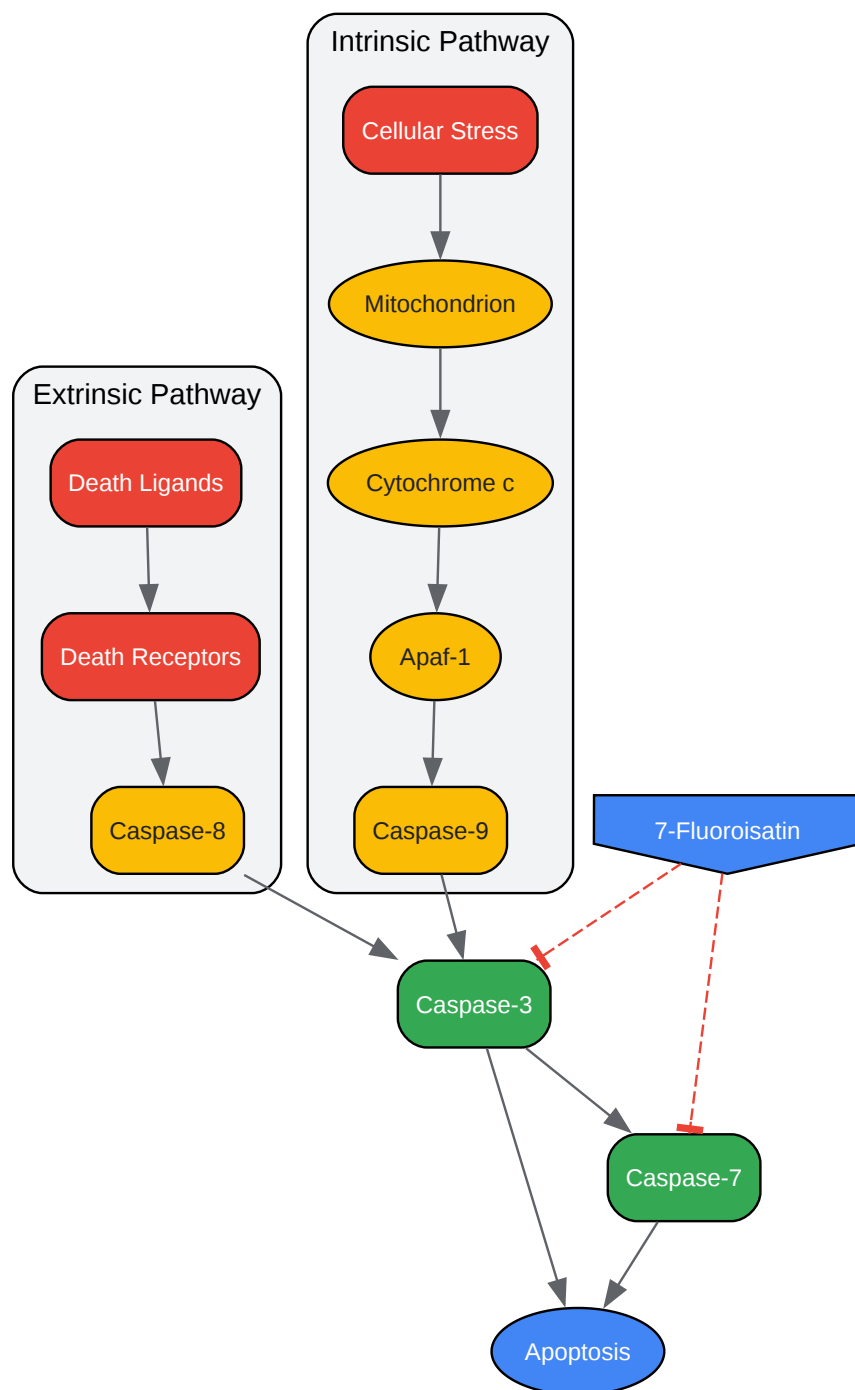 Intrinsic Pathway
Cellular Stress
Mitochondrion
Extrinsic Pathway
Death Ligands
Cytochrome c
Death Receptors
Apaf-1
Caspase-8
Caspase-9
7-Fluoroisatin
Caspase-3
Caspase-7
Apoptosis